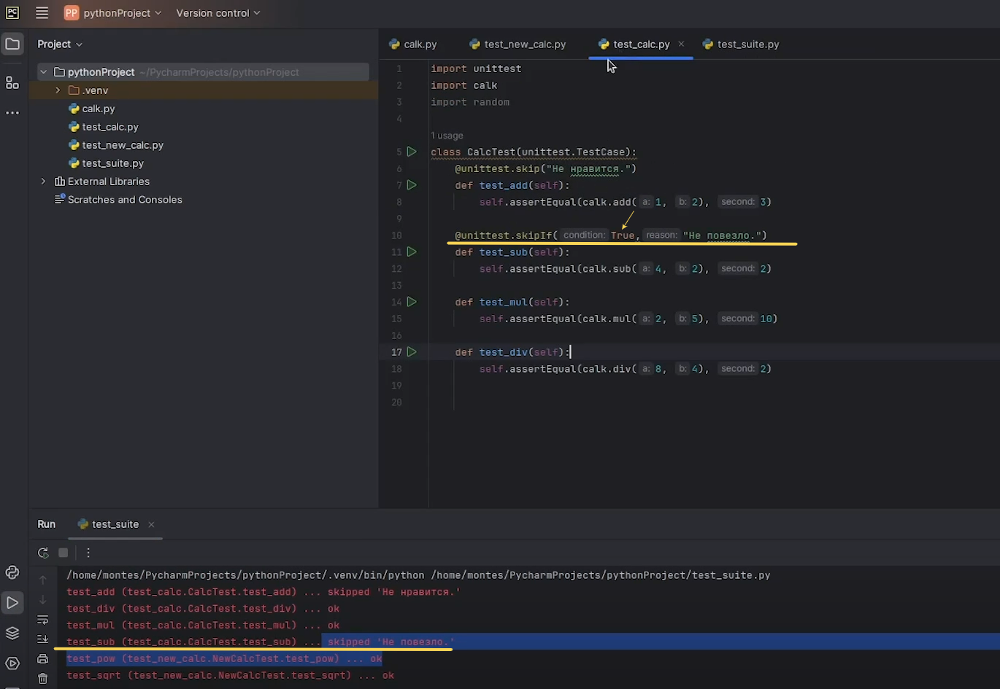 PC
PP pythonProject Version control
Project
calk.py test_new_calc.py test_calc.py test_suite.py
pythonProject ~/PycharmProjects/pythonProject
.venv
calk.py
test_calc.py
test_new_calc.py
test_suite.py
External Libraries
Scratches and Consoles
1 import unittest
2 import calk
3 import random
4
1 usage
5 class CalcTest(unittest.TestCase):
6 @unittest.skip("Не нравится.")
7 def test_add(self):
8 self.assertEqual(calk.add( a: 1, b: 2), second: 3)
9
10 @unittest.skipIf( condition: True, reason: "Не повезло.")
11 def test_sub(self):
12 self.assertEqual(calk.sub( a: 4, b: 2), second: 2)
13
14 def test_mul(self):
15 self.assertEqual(calk.mul( a: 2, b: 5), second: 10)
16
17 def test_div(self):
18 self.assertEqual(calk.div( a: 8, b: 4), second: 2)
19
20
Run test_suite
/home/montes/PycharmProjects/pythonProject/.venv/bin/python /home/montes/PycharmProjects/pythonProject/test_suite.py
test_add (test_calc.CalcTest.test_add) ... skipped 'Не нравится.'
test_div (test_calc.CalcTest.test_div) ... ok
test_mul (test_calc.CalcTest.test_mul) ... ok
test_sub (test_calc.CalcTest.test_sub) ... skipped 'Не повезло.'
test_pow (test_new_calc.NewCalcTest.test_pow) ... ok
test_sqrt (test_new_calc.NewCalcTest.test_sqrt) ... ok